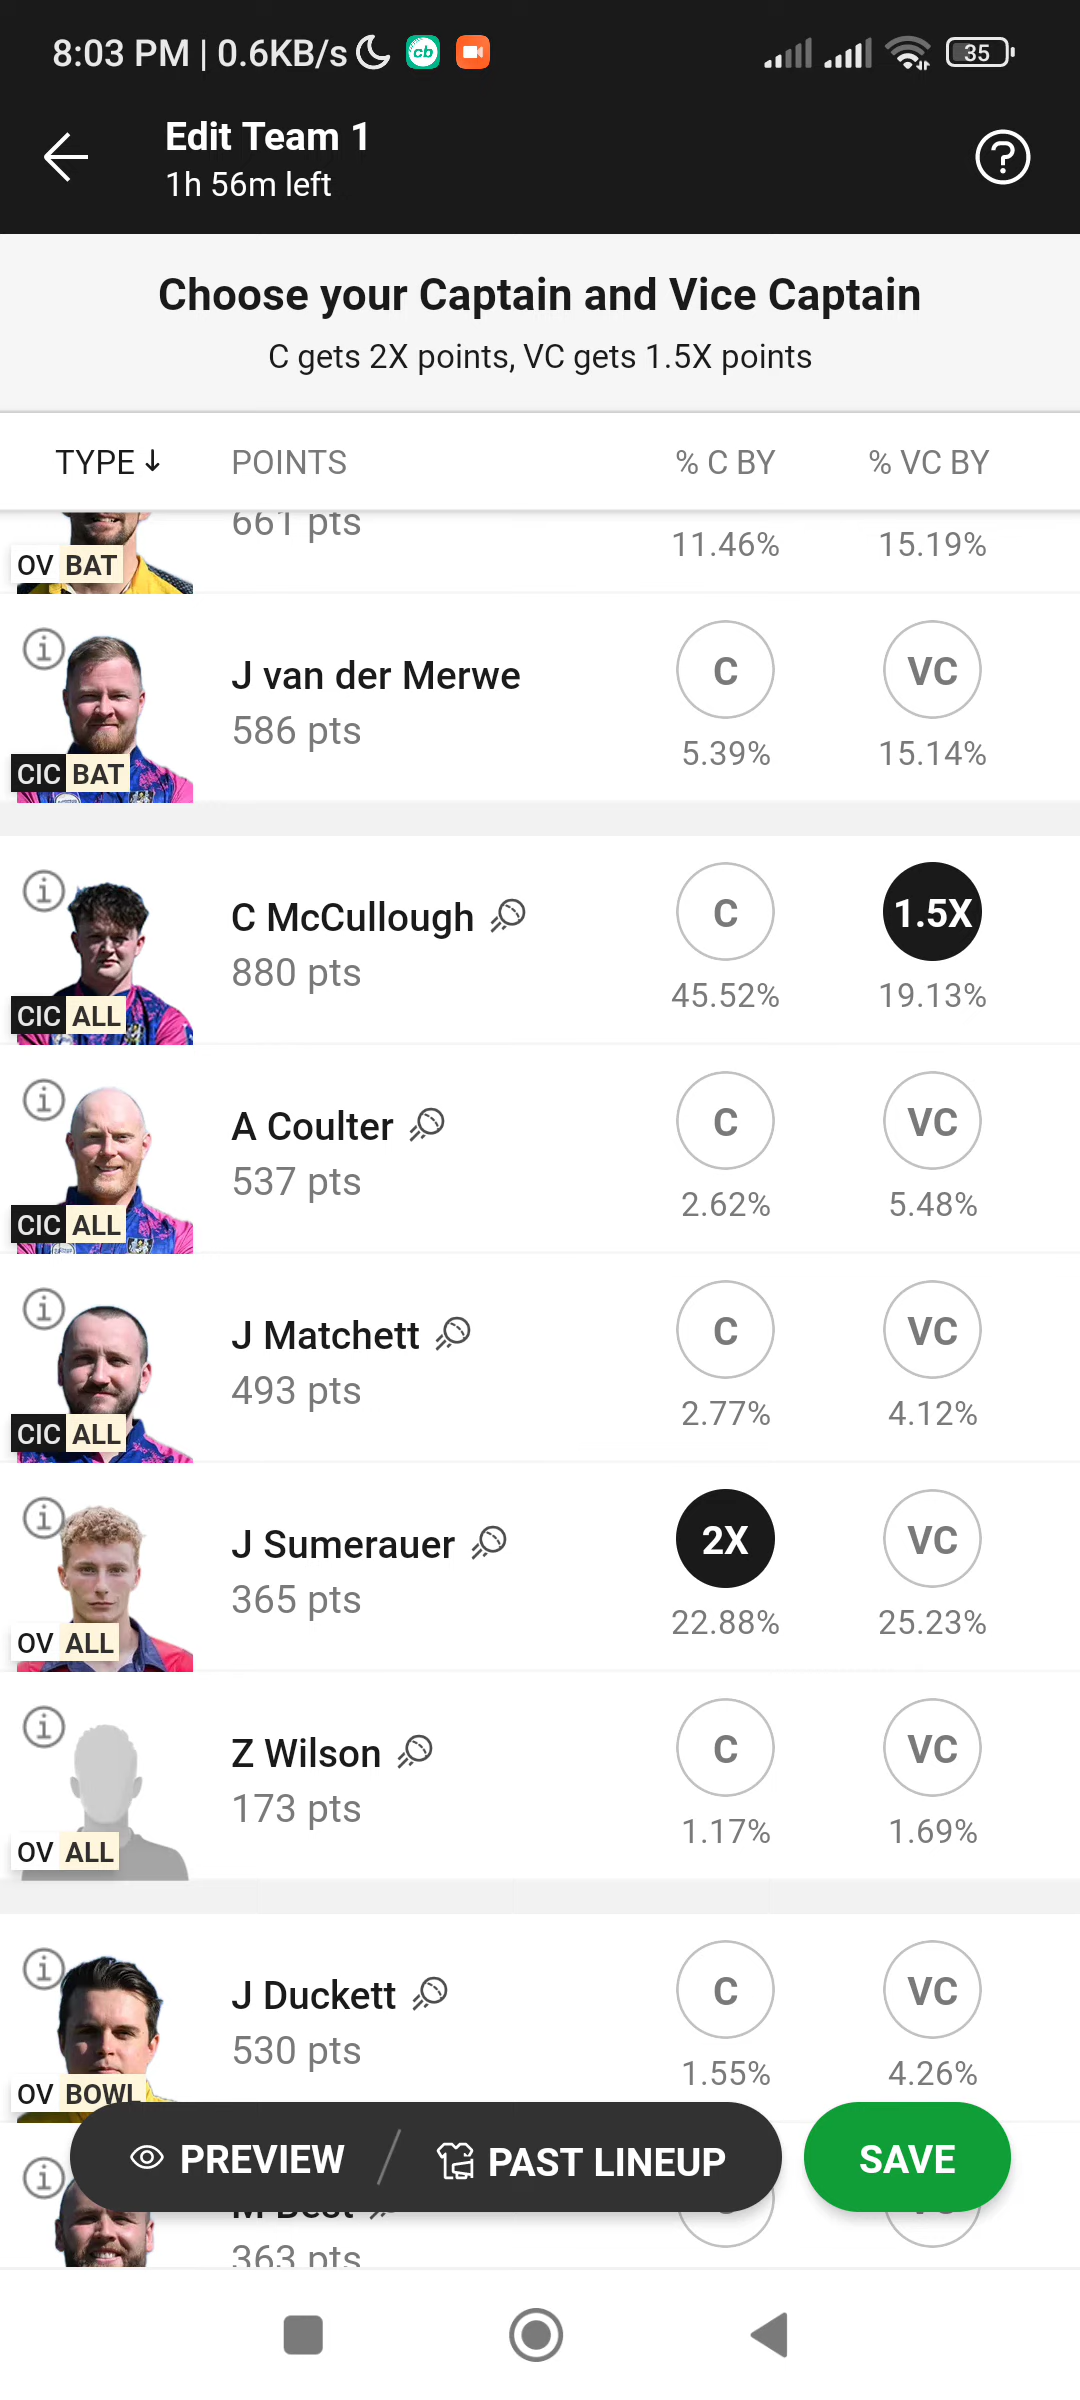 8:03 PM | 0.6KB/s
cb
35
Edit Team 1
1h 56m left
Choose your Captain and Vice Captain
C gets 2X points, VC gets 1.5X points
TYPE ↓ POINTS % C BY % VC BY
661 pts
11.46% 15.19%
OV BAT
J van der Merwe C VC
586 pts
5.39% 15.14%
CIC BAT
C McCullough C 1.5X
880 pts
45.52% 19.13%
CIC ALL
A Coulter C VC
537 pts
2.62% 5.48%
CIC ALL
J Matchett C VC
493 pts
2.77% 4.12%
CIC ALL
J Sumerauer 2X VC
365 pts
22.88% 25.23%
OV ALL
Z Wilson C VC
173 pts
1.17% 1.69%
OV ALL
J Duckett C VC
530 pts
1.55% 4.26%
OV BOWL
PREVIEW / PAST LINEUP SAVE
M Best
363 pts